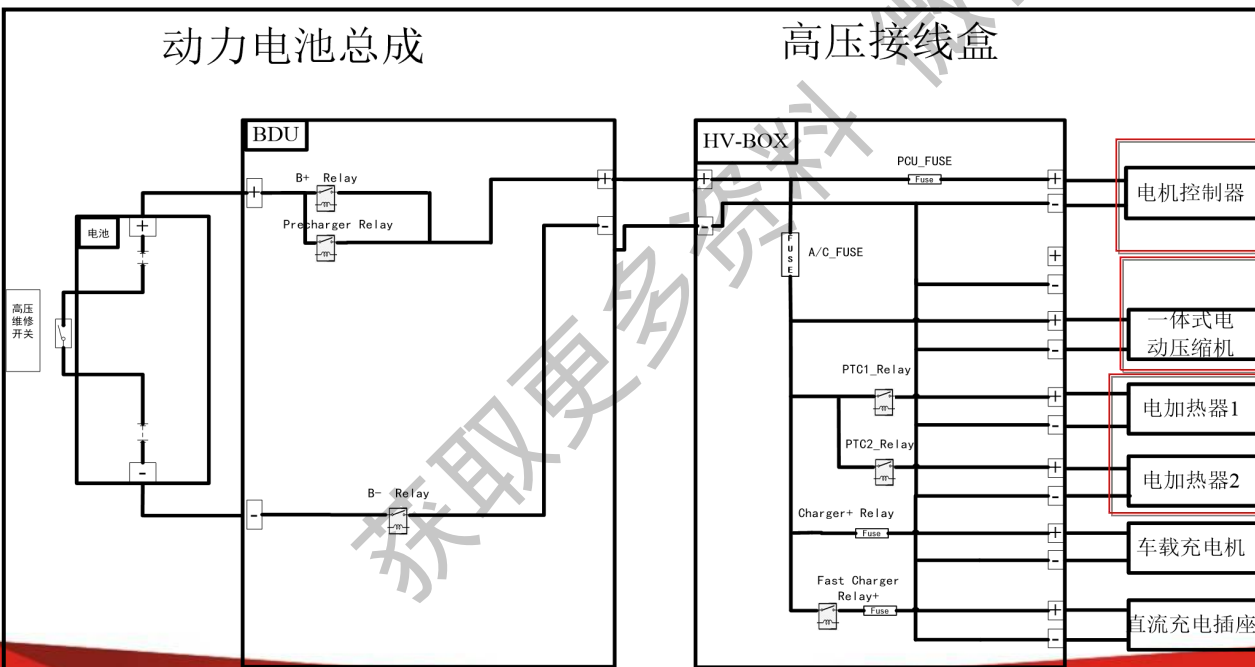 动力电池总成
高压接线盒
BDU
HV-BOX
PCU_FUSE
Fuse
B+ Relay
+
+
+
+
电机控制器
-
-
-
电池
+
Precharger Relay
FUSE
A/C_FUSE
+
-
高压
维修
开关
+
一体式电
动压缩机
-
PTC1_Relay
+
电加热器1
-
PTC2_Relay
+
电加热器2
-
-
B- Relay
-
Charger+ Relay
Fuse
+
车载充电机
-
Fast Charger
Relay+
Fuse
+
直流充电插座
-
获取更多资料 微